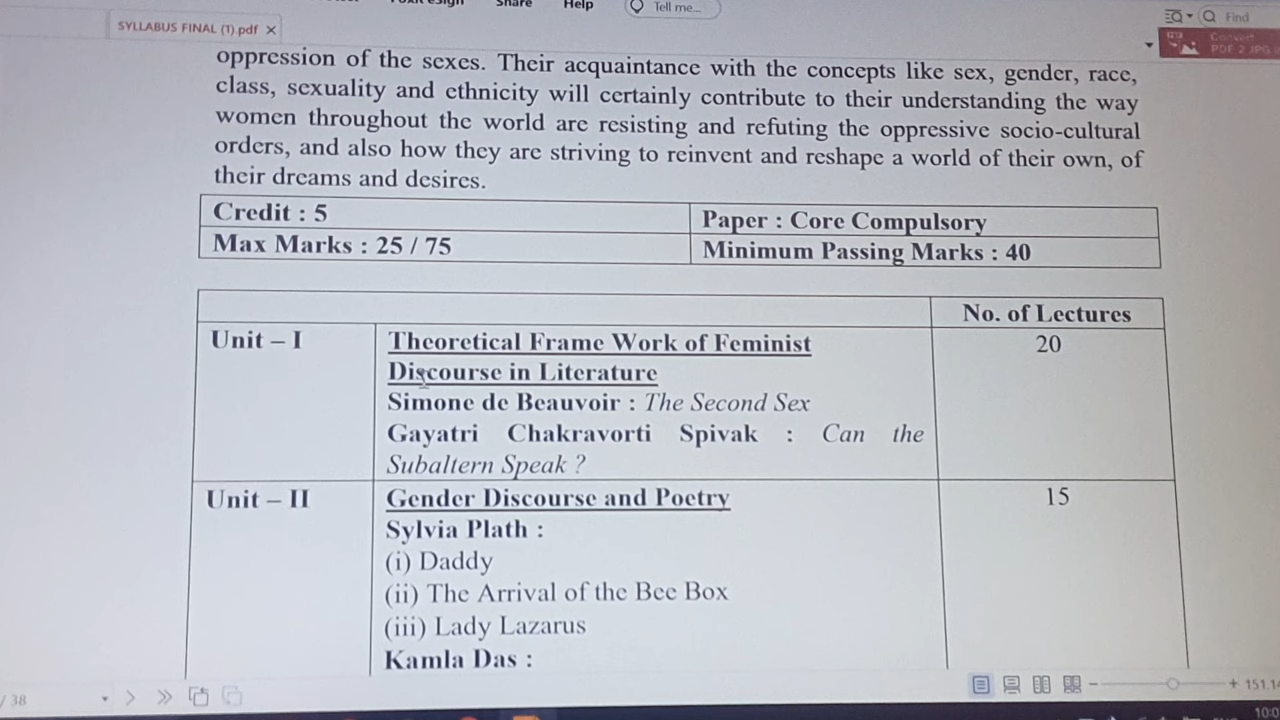 Share Help Tell me...
SYLLABUS FINAL (1).pdf ×
Find
Convert
PDF 2 JPG
oppression of the sexes. Their acquaintance with the concepts like sex, gender, race,
class, sexuality and ethnicity will certainly contribute to their understanding the way
women throughout the world are resisting and refuting the oppressive socio-cultural
orders, and also how they are striving to reinvent and reshape a world of their own, of
their dreams and desires.
Credit : 5 Paper : Core Compulsory
Max Marks : 25 / 75 Minimum Passing Marks : 40
No. of Lectures
Unit – I Theoretical Frame Work of Feminist 20
Discourse in Literature
Simone de Beauvoir : The Second Sex
Gayatri Chakravorti Spivak : Can the
Subaltern Speak ?
Unit – II Gender Discourse and Poetry 15
Sylvia Plath :
(i) Daddy
(ii) The Arrival of the Bee Box
(iii) Lady Lazarus
Kamla Das :
/ 38